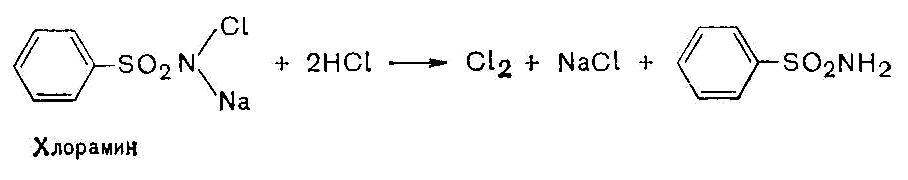 Cl
SO₂N + 2HCl → Cl₂ + NaCl + SO₂NH₂
Na
Хлорамин